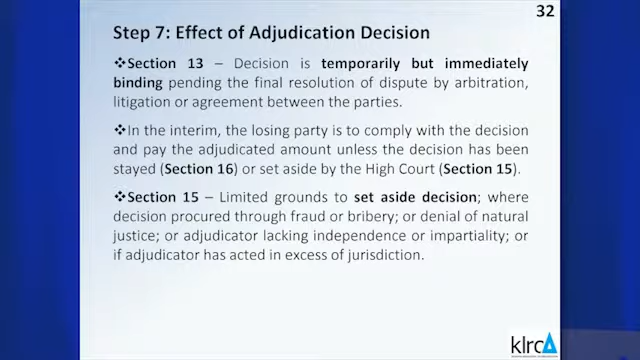 32
Step 7: Effect of Adjudication Decision
❖Section 13 – Decision is temporarily but immediately
binding pending the final resolution of dispute by arbitration,
litigation or agreement between the parties.
❖In the interim, the losing party is to comply with the decision
and pay the adjudicated amount unless the decision has been
stayed (Section 16) or set aside by the High Court (Section 15).
❖Section 15 – Limited grounds to set aside decision; where
decision procured through fraud or bribery; or denial of natural
justice; or adjudicator lacking independence or impartiality; or
if adjudicator has acted in excess of jurisdiction.
klrca